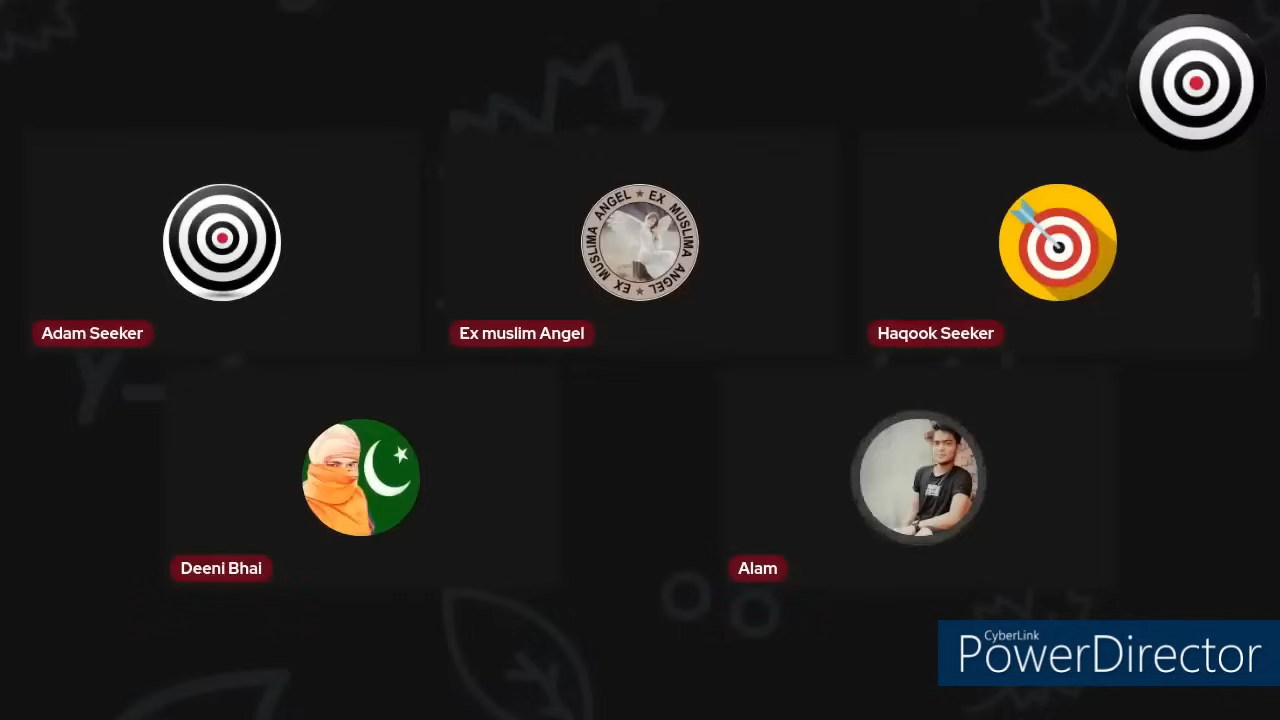 EX MUSLIMA ANGEL ★ EX MUSLIMA ANGEL ★
Adam Seeker
Ex muslim Angel
Haqook Seeker
Deeni Bhai
Alam
CyberLink
PowerDirector